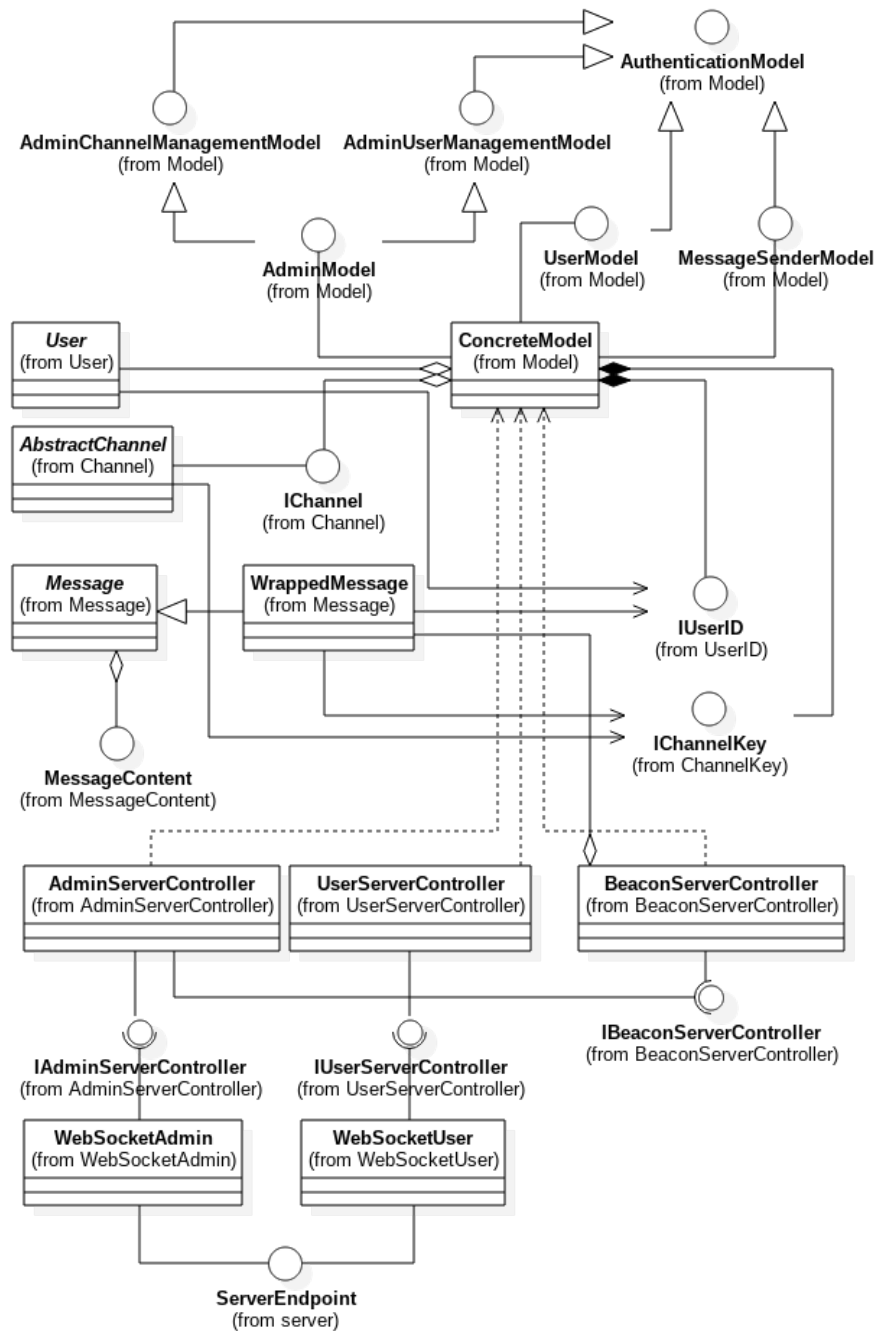 AuthenticationModel
(from Model)
AdminChannelManagementModel
(from Model)
AdminUserManagementModel
(from Model)
AdminModel
(from Model)
UserModel
(from Model)
MessageSenderModel
(from Model)
User
(from User)
ConcreteModel
(from Model)
AbstractChannel
(from Channel)
IChannel
(from Channel)
Message
(from Message)
WrappedMessage
(from Message)
IUserID
(from UserID)
IChannelKey
(from ChannelKey)
MessageContent
(from MessageContent)
AdminServerController
(from AdminServerController)
UserServerController
(from UserServerController)
BeaconServerController
(from BeaconServerController)
IBeaconServerController
(from BeaconServerController)
IAdminServerController
(from AdminServerController)
IUserServerController
(from UserServerController)
WebSocketAdmin
(from WebSocketAdmin)
WebSocketUser
(from WebSocketUser)
ServerEndpoint
(from server)